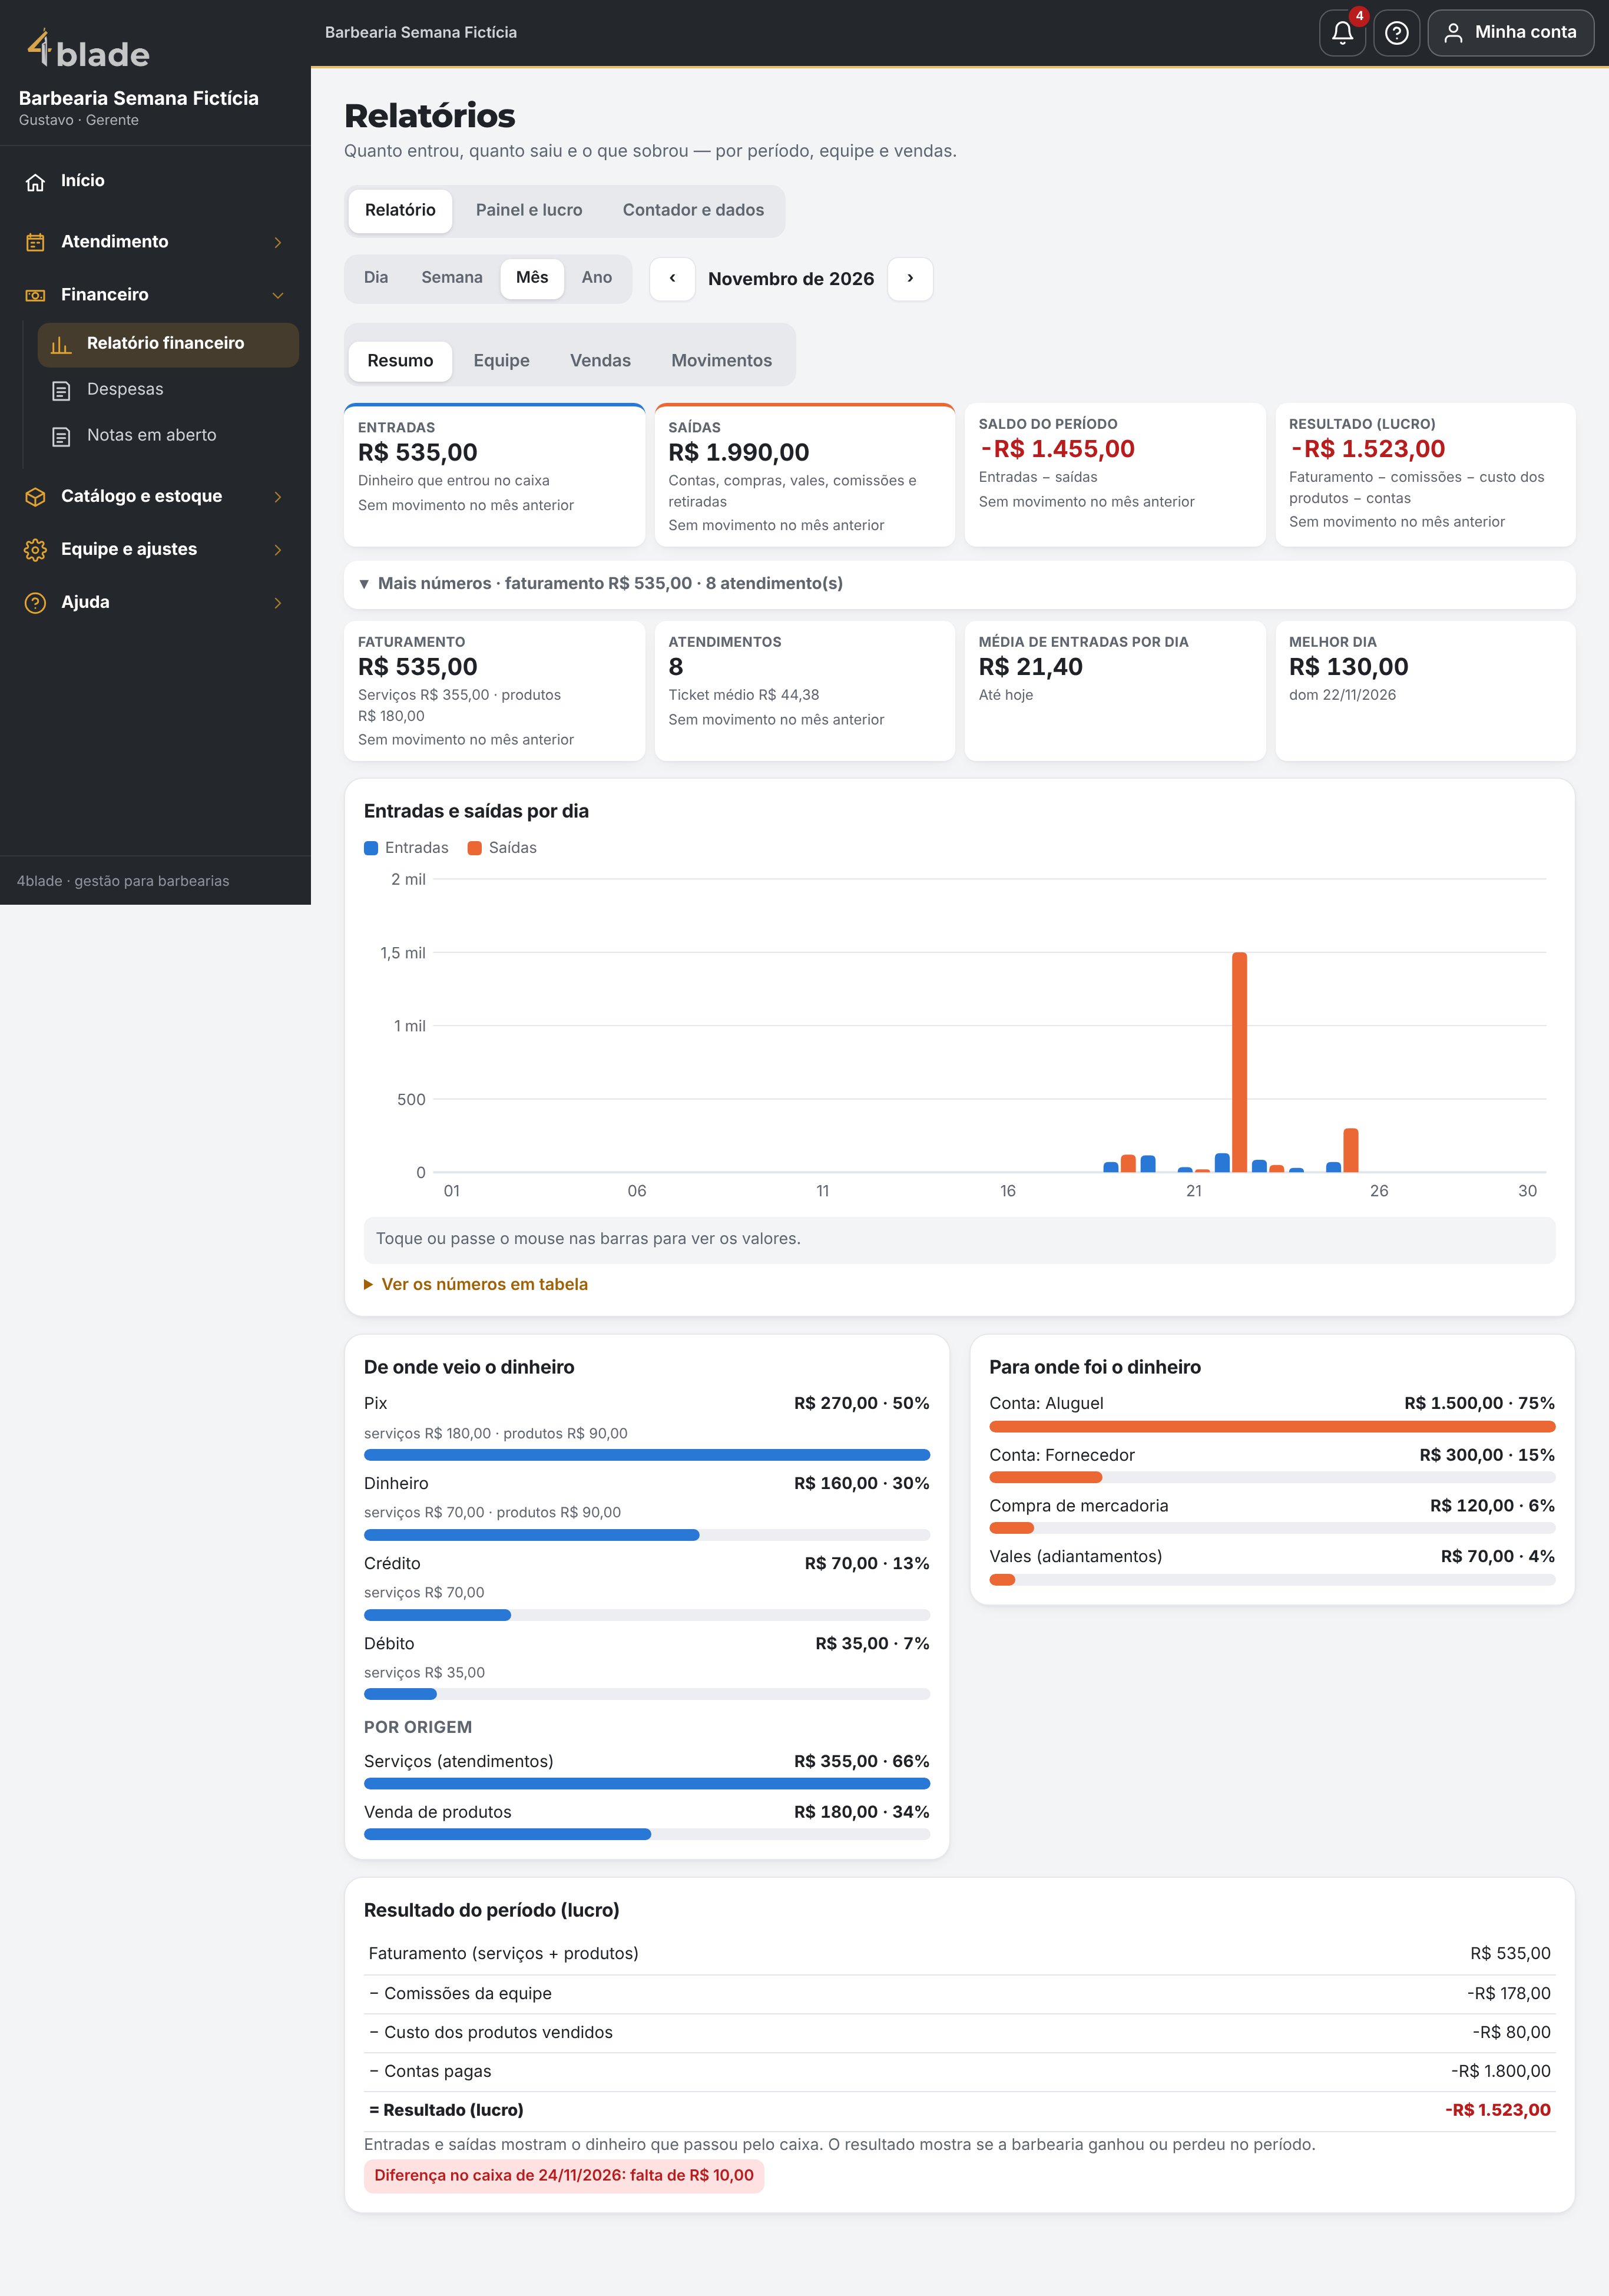 4blade
Barbearia Semana Fictícia
Gustavo · Gerente
Início
Atendimento
Financeiro
Relatório financeiro
Despesas
Notas em aberto
Catálogo e estoque
Equipe e ajustes
Ajuda
4blade · gestão para barbearias
Barbearia Semana Fictícia
4
Minha conta
Relatórios
Quanto entrou, quanto saiu e o que sobrou — por período, equipe e vendas.
Relatório Painel e lucro Contador e dados
Dia Semana Mês Ano ‹ Novembro de 2026 ›
Resumo Equipe Vendas Movimentos
ENTRADAS
R$ 535,00
Dinheiro que entrou no caixa
Sem movimento no mês anterior
SAÍDAS
R$ 1.990,00
Contas, compras, vales, comissões e
retiradas
Sem movimento no mês anterior
SALDO DO PERÍODO
-R$ 1.455,00
Entradas − saídas
Sem movimento no mês anterior
RESULTADO (LUCRO)
-R$ 1.523,00
Faturamento − comissões − custo dos
produtos − contas
Sem movimento no mês anterior
▼ Mais números · faturamento R$ 535,00 · 8 atendimento(s)
FATURAMENTO
R$ 535,00
Serviços R$ 355,00 · produtos
R$ 180,00
Sem movimento no mês anterior
ATENDIMENTOS
8
Ticket médio R$ 44,38
Sem movimento no mês anterior
MÉDIA DE ENTRADAS POR DIA
R$ 21,40
Até hoje
MELHOR DIA
R$ 130,00
dom 22/11/2026
Entradas e saídas por dia
Entradas Saídas
2 mil
1,5 mil
1 mil
500
0
01 06 11 16 21 26 30
Toque ou passe o mouse nas barras para ver os valores.
▶ Ver os números em tabela
De onde veio o dinheiro
Pix R$ 270,00 · 50%
serviços R$ 180,00 · produtos R$ 90,00
Dinheiro R$ 160,00 · 30%
serviços R$ 70,00 · produtos R$ 90,00
Crédito R$ 70,00 · 13%
serviços R$ 70,00
Débito R$ 35,00 · 7%
serviços R$ 35,00
POR ORIGEM
Serviços (atendimentos) R$ 355,00 · 66%
Venda de produtos R$ 180,00 · 34%
Para onde foi o dinheiro
Conta: Aluguel R$ 1.500,00 · 75%
Conta: Fornecedor R$ 300,00 · 15%
Compra de mercadoria R$ 120,00 · 6%
Vales (adiantamentos) R$ 70,00 · 4%
Resultado do período (lucro)
Faturamento (serviços + produtos) R$ 535,00
− Comissões da equipe -R$ 178,00
− Custo dos produtos vendidos -R$ 80,00
− Contas pagas -R$ 1.800,00
= Resultado (lucro) -R$ 1.523,00
Entradas e saídas mostram o dinheiro que passou pelo caixa. O resultado mostra se a barbearia ganhou ou perdeu no período.
Diferença no caixa de 24/11/2026: falta de R$ 10,00